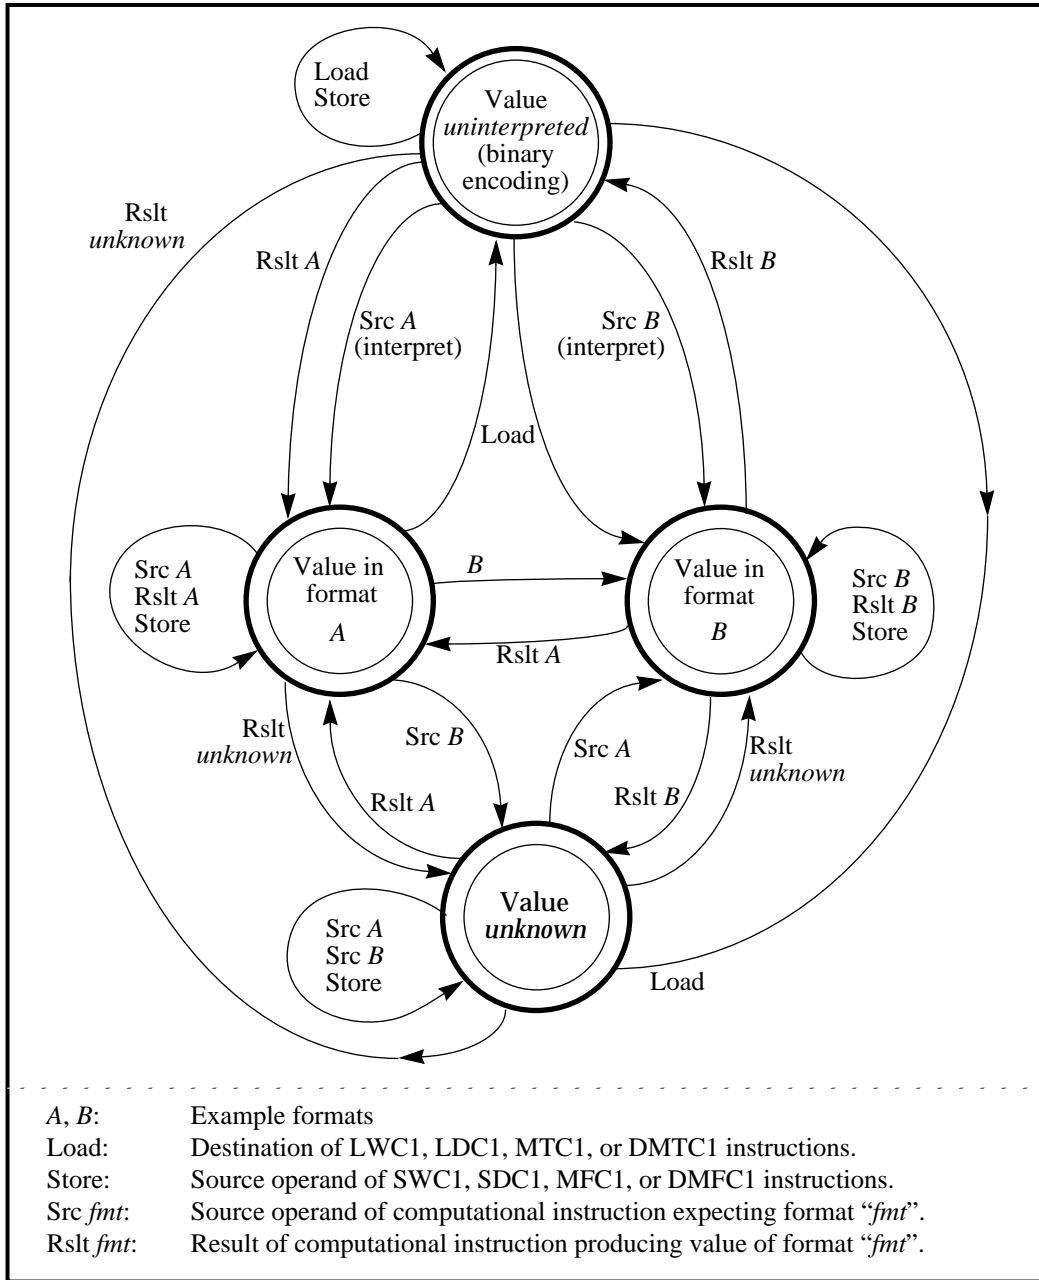 Load
Store
Value
uninterpreted
(binary
encoding)
Rslt
unknown
Rslt A
Rslt B
Src A
(interpret)
Src B
(interpret)
Load
Src A
Rslt A
Store
Value in
format
A
B
Rslt A
Value in
format
B
Src B
Rslt B
Store
Rslt
unknown
Src B
Rslt A
Src A
Rslt B
Rslt
unknown
Src A
Src B
Store
Value
unknown
Load
A, B: Example formats
Load: Destination of LWC1, LDC1, MTC1, or DMTC1 instructions.
Store: Source operand of SWC1, SDC1, MFC1, or DMFC1 instructions.
Src fmt: Source operand of computational instruction expecting format “fmt”.
Rslt fmt: Result of computational instruction producing value of format “fmt”.